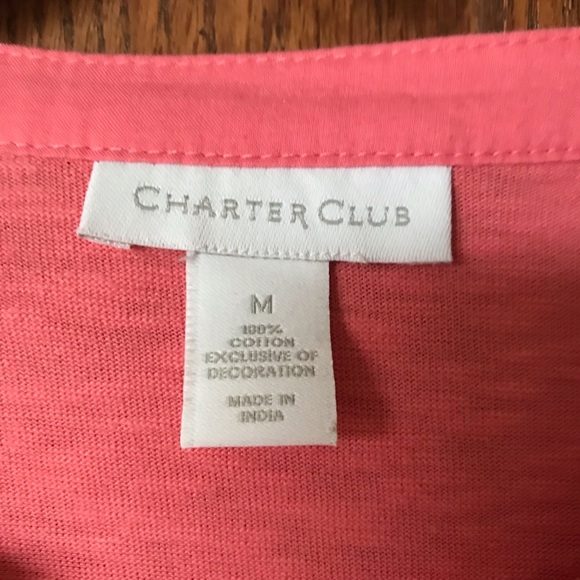 CHARTER CLUB
M
100%
COTTON
EXCLUSIVE OF
DECORATION
MADE IN
INDIA